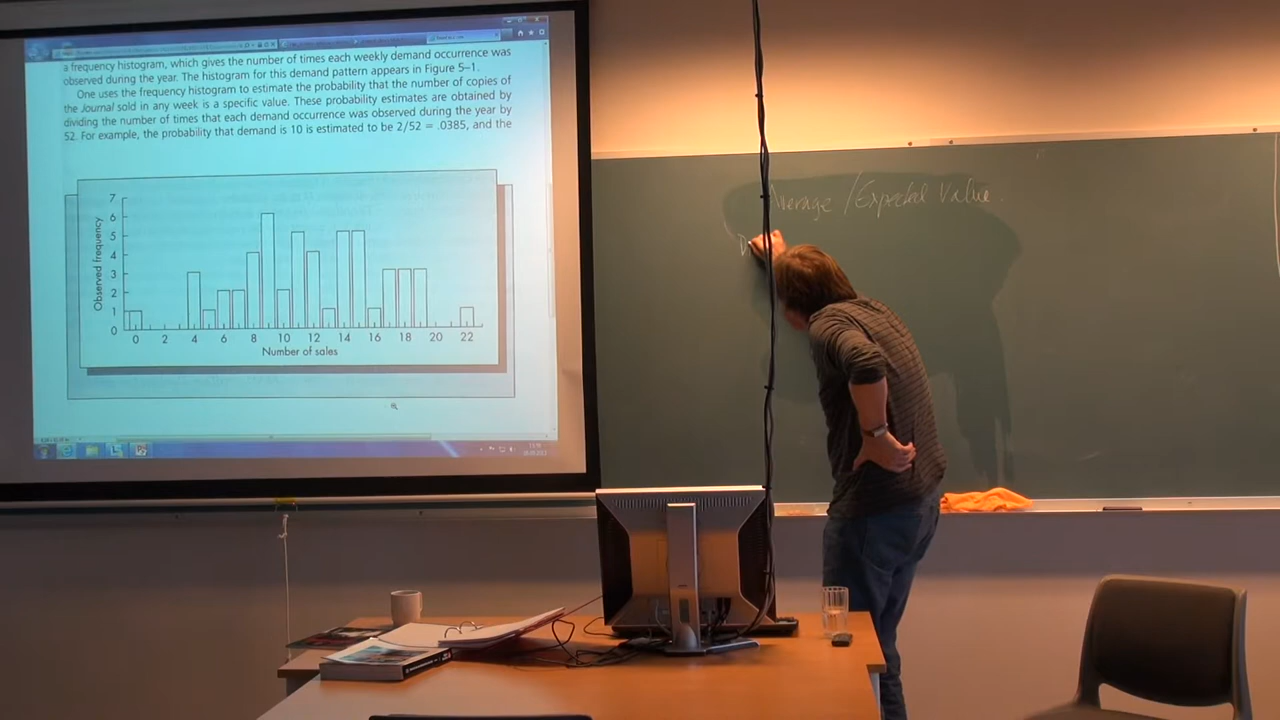 a frequency histogram, which gives the number of times each weekly demand occurrence was
observed during the year. The histogram for this demand pattern appears in Figure 5–1.
One uses the frequency histogram to estimate the probability that the number of copies of
the Journal sold in any week is a specific value. These probability estimates are obtained by
dividing the number of times that each demand occurrence was observed during the year by
52. For example, the probability that demand is 10 is estimated to be 2/52 = .0385, and the
Observed frequency
7
6
5
4
3
2
1
0
0 2 4 6 8 10 12 14 16 18 20 22
Number of sales
Average / Expected Value